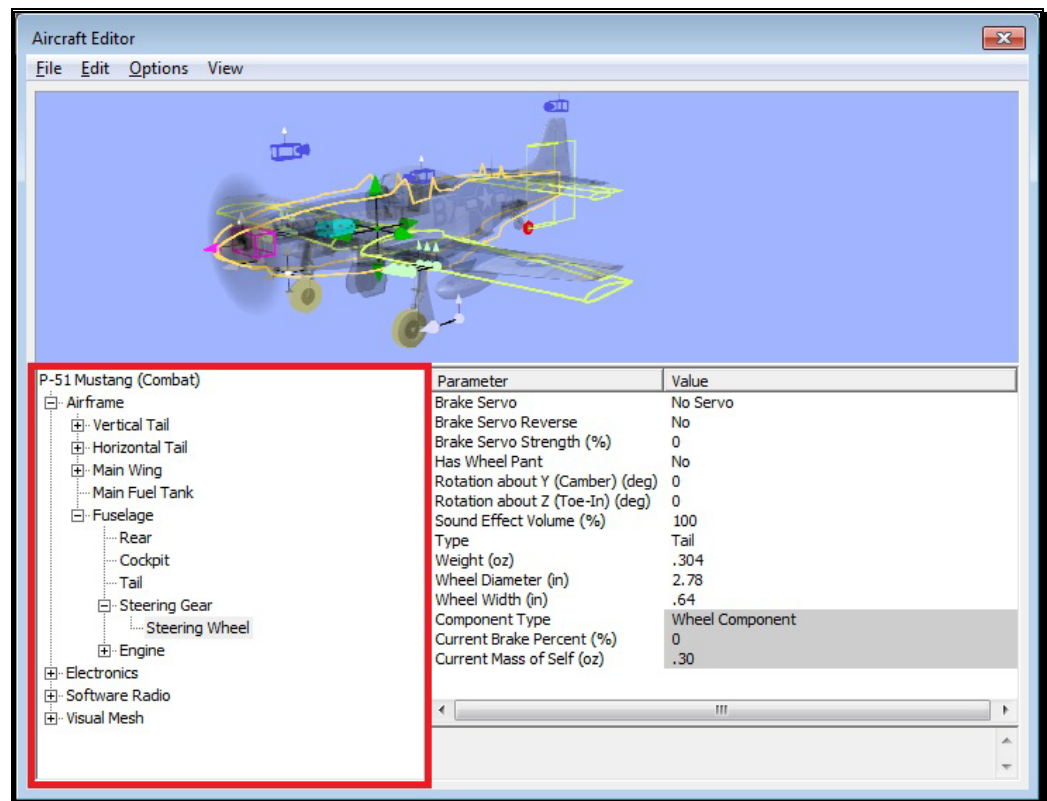 Aircraft Editor
File Edit Options View
P-51 Mustang (Combat)
Airframe
Vertical Tail
Horizontal Tail
Main Wing
Main Fuel Tank
Fuselage
Rear
Cockpit
Tail
Steering Gear
Steering Wheel
Engine
Electronics
Software Radio
Visual Mesh
Parameter Value
Brake Servo No Servo
Brake Servo Reverse No
Brake Servo Strength (%) 0
Has Wheel Pant No
Rotation about Y (Camber) (deg) 0
Rotation about Z (Toe-In) (deg) 0
Sound Effect Volume (%) 100
Type Tail
Weight (oz) .304
Wheel Diameter (in) 2.78
Wheel Width (in) .64
Component Type Wheel Component
Current Brake Percent (%) 0
Current Mass of Self (oz) .30